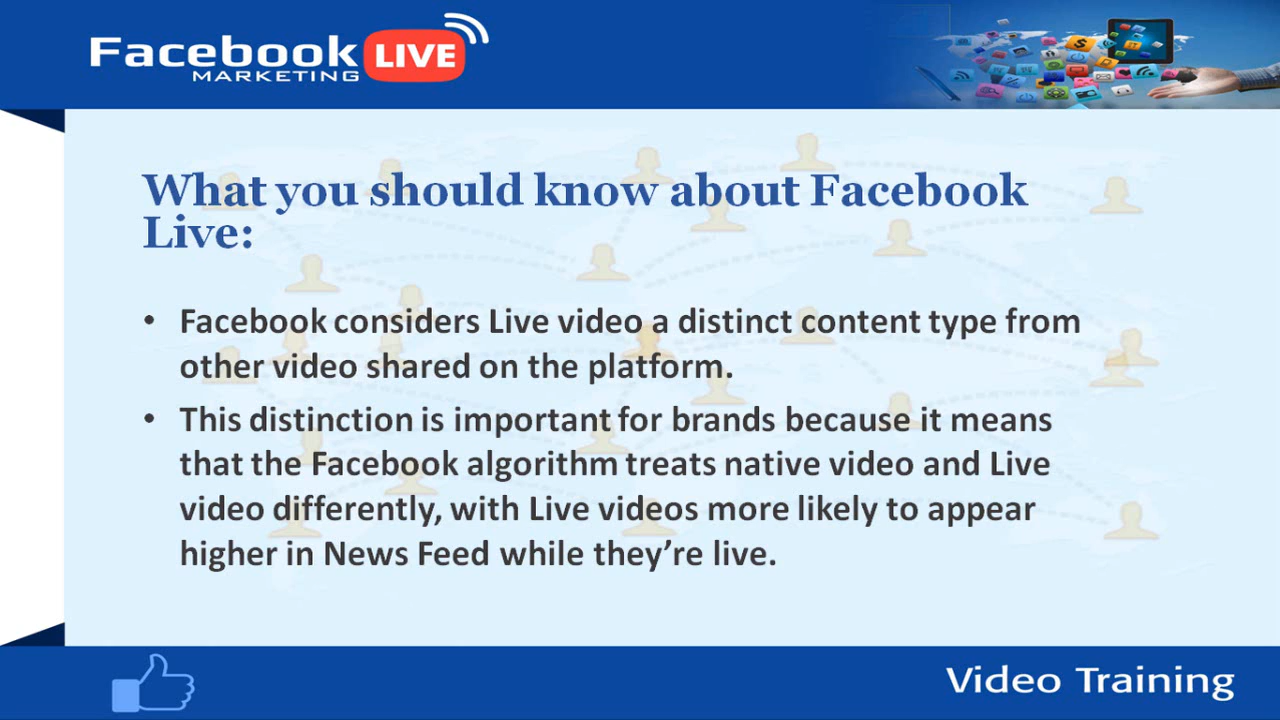 Facebook LIVE
MARKETING
What you should know about Facebook
Live:
• Facebook considers Live video a distinct content type from
other video shared on the platform.
• This distinction is important for brands because it means
that the Facebook algorithm treats native video and Live
video differently, with Live videos more likely to appear
higher in News Feed while they’re live.
Video Training